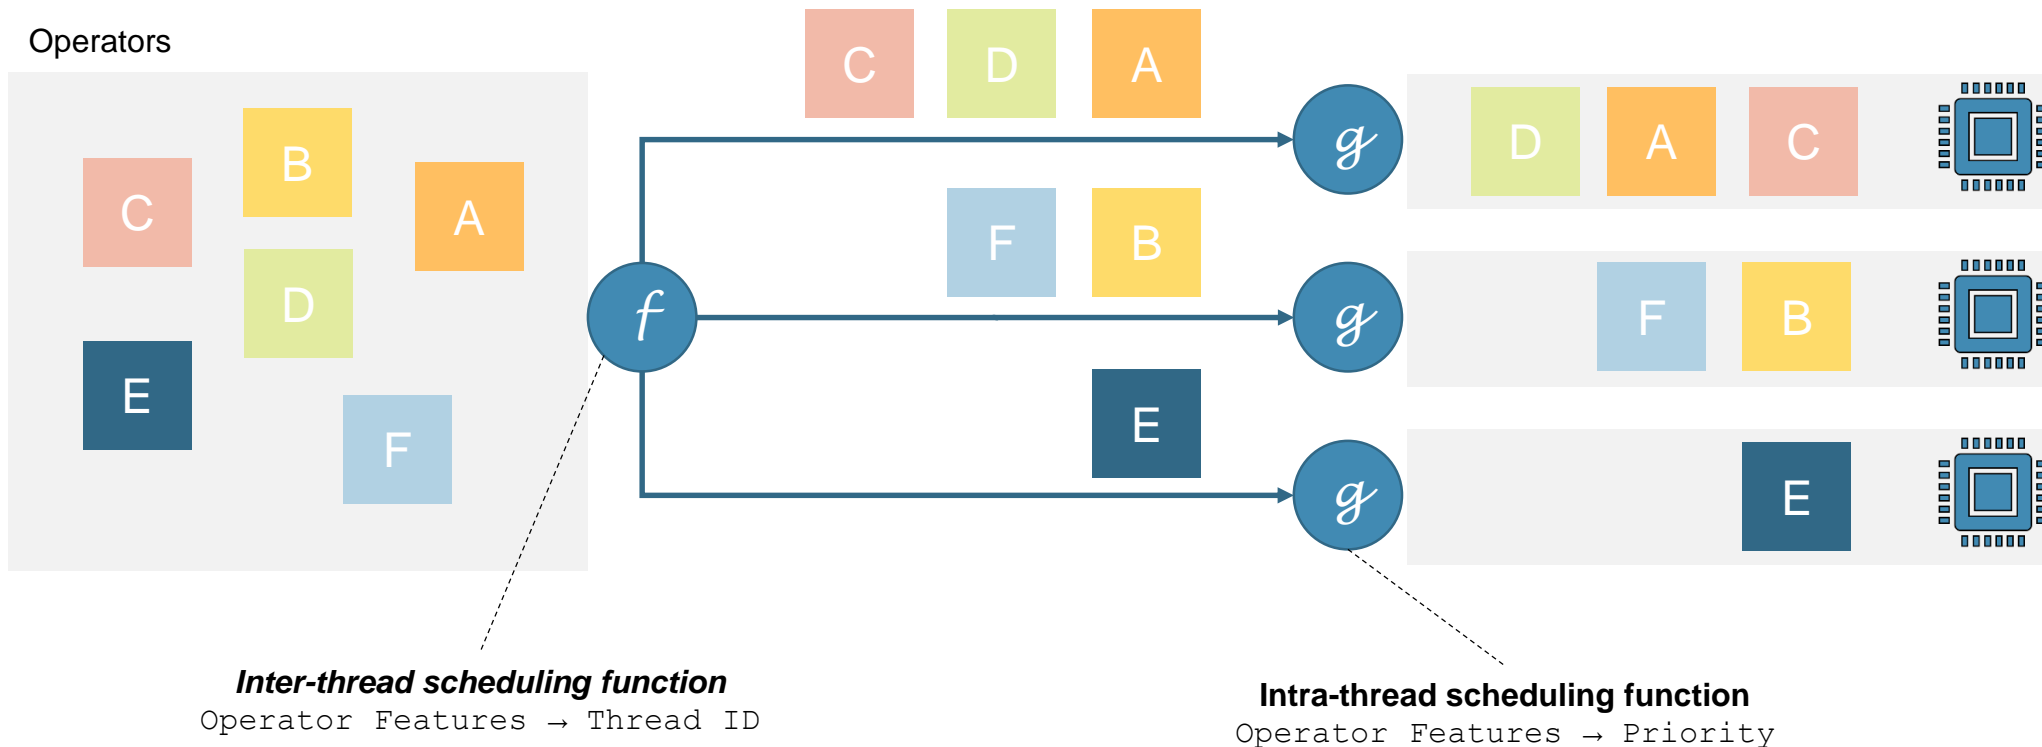 Operators
C
B
A
D
E
F
f
C D A
g
D A C
F B
g
F B
E
g
E
Inter-thread scheduling function
Operator Features → Thread ID
Intra-thread scheduling function
Operator Features → Priority